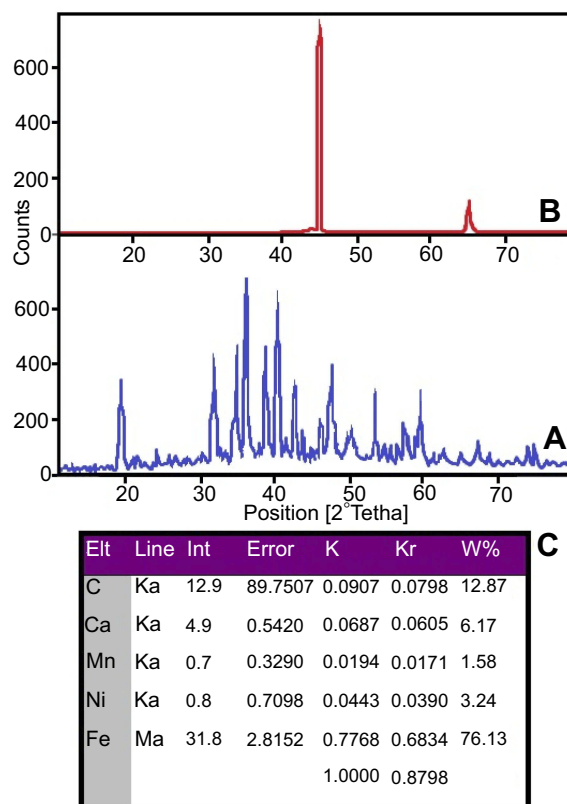 600
400
200
0
Counts
B
20 30 40 50 60 70
600
400
200
0
A
20 30 40 50 60 70
Position [2°Tetha]
C
Elt Line Int Error K Kr W%
C Ka 12.9 89.7507 0.0907 0.0798 12.87
Ca Ka 4.9 0.5420 0.0687 0.0605 6.17
Mn Ka 0.7 0.3290 0.0194 0.0171 1.58
Ni Ka 0.8 0.7098 0.0443 0.0390 3.24
Fe Ma 31.8 2.8152 0.7768 0.6834 76.13
1.0000 0.8798